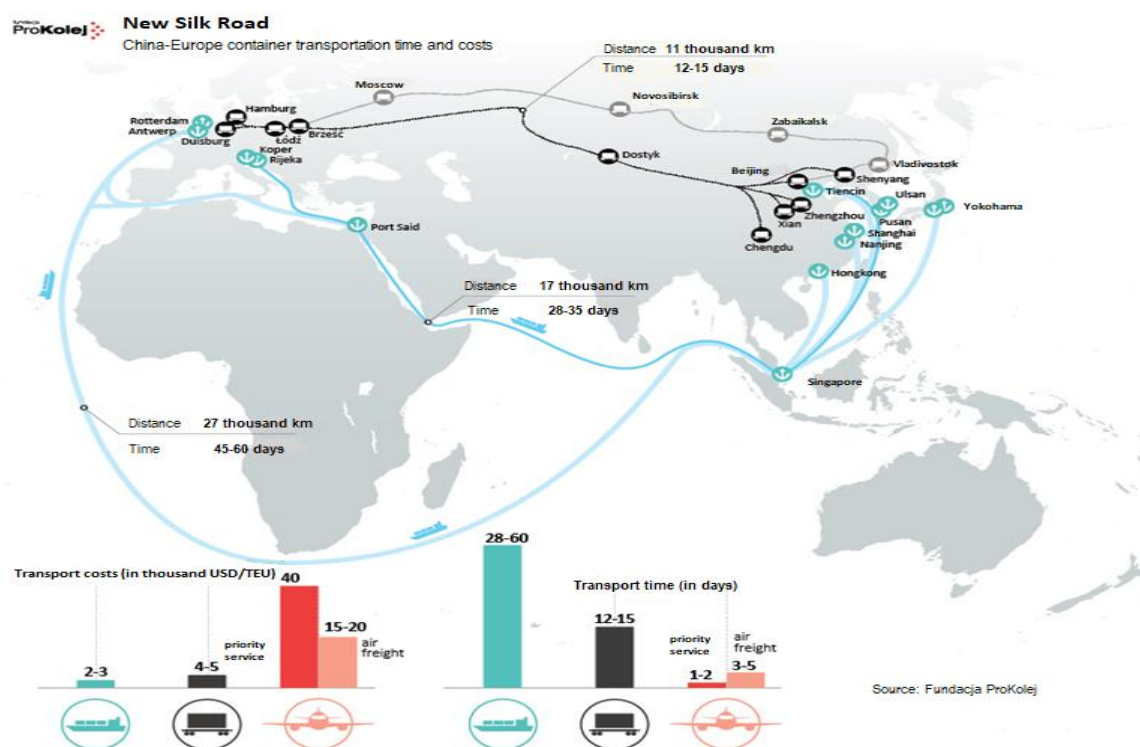 fundacja
ProKolej
New Silk Road
China-Europe container transportation time and costs
Distance 11 thousand km
Time 12-15 days
Moscow
Novosibirsk
Hamburg
Rotterdam
Antwerp
Duisburg
Łódź
Brześć
Koper
Rijeka
Zabaikalsk
Dostyk
Vladivostok
Beijing
Shenyang
Tiencin
Ulsan
Yokohama
Zhengzhou
Pusan
Xian
Shanghai
Nanjing
Chengdu
Port Said
Hongkong
Distance 17 thousand km
Time 28-35 days
Singapore
Distance 27 thousand km
Time 45-60 days
Transport costs (in thousand USD/TEU)
40
15-20
air
freight
priority
service
4-5
2-3
28-60
Transport time (in days)
12-15
priority
service
air
freight
1-2
3-5
Source: Fundacja ProKolej